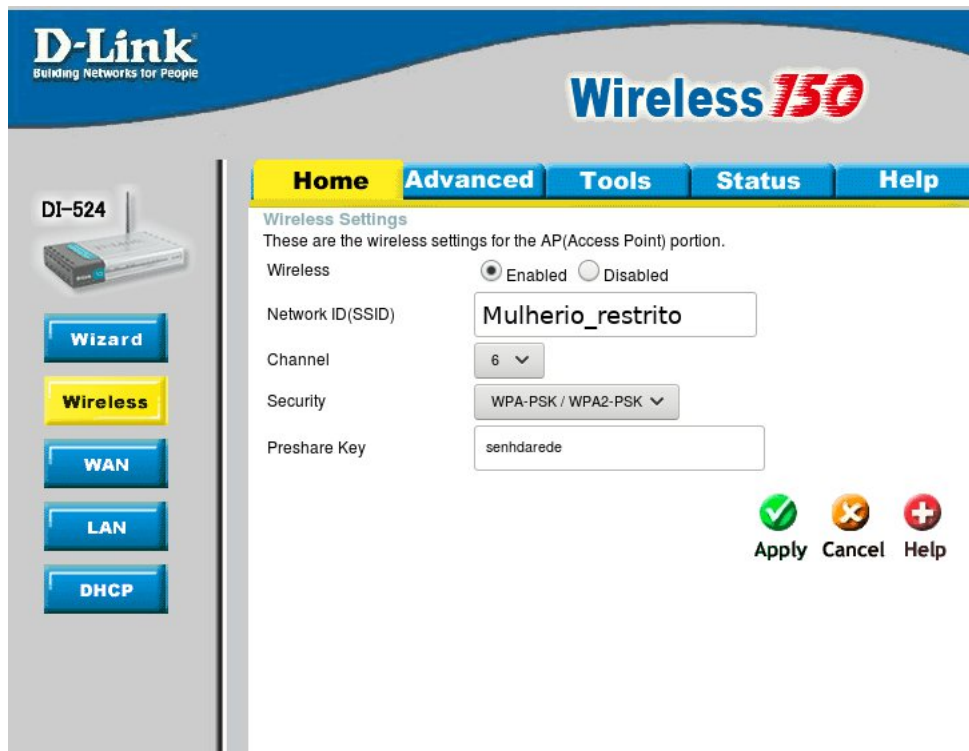 D-Link
Building Networks for People
Wireless 150
Home Advanced Tools Status Help
DI-524
Wireless Settings
These are the wireless settings for the AP(Access Point) portion.
Wireless Enabled Disabled
Network ID(SSID) Mulherio_restrito
Channel 6
Security WPA-PSK / WPA2-PSK
Preshare Key senhdarede
Wizard
Wireless
WAN
LAN
DHCP
Apply Cancel Help